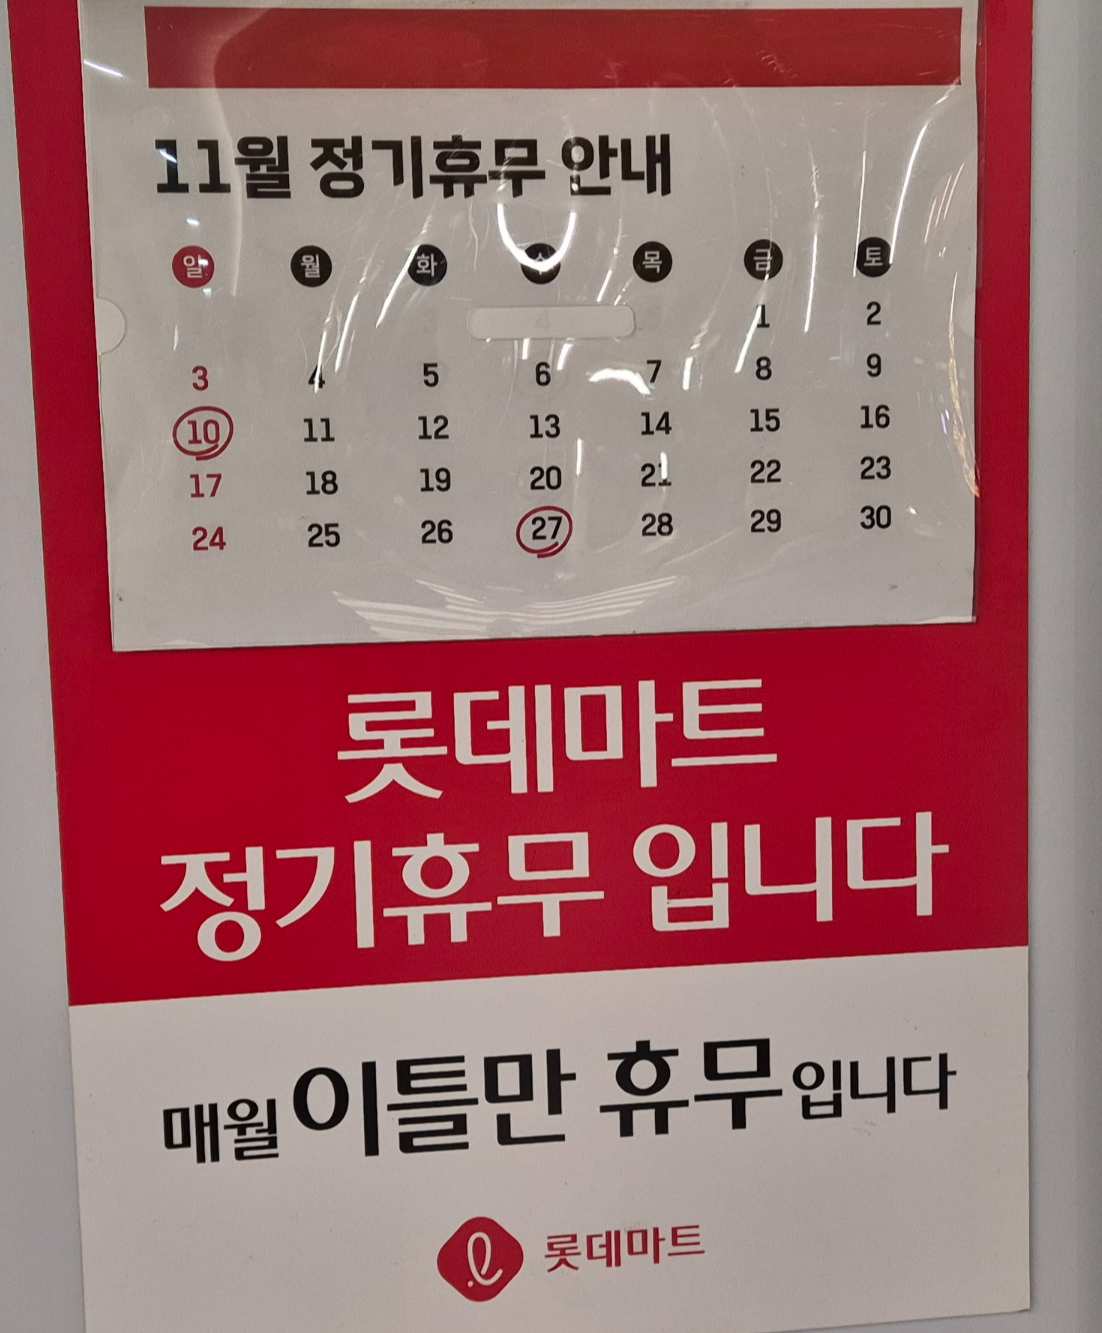 11월 정기휴무 안내
일 월 화 수 목 금 토
1 2
3 4 5 6 7 8 9
10 11 12 13 14 15 16
17 18 19 20 21 22 23
24 25 26 27 28 29 30
롯데마트
정기휴무 입니다
매월 이틀만 휴무입니다
롯데마트